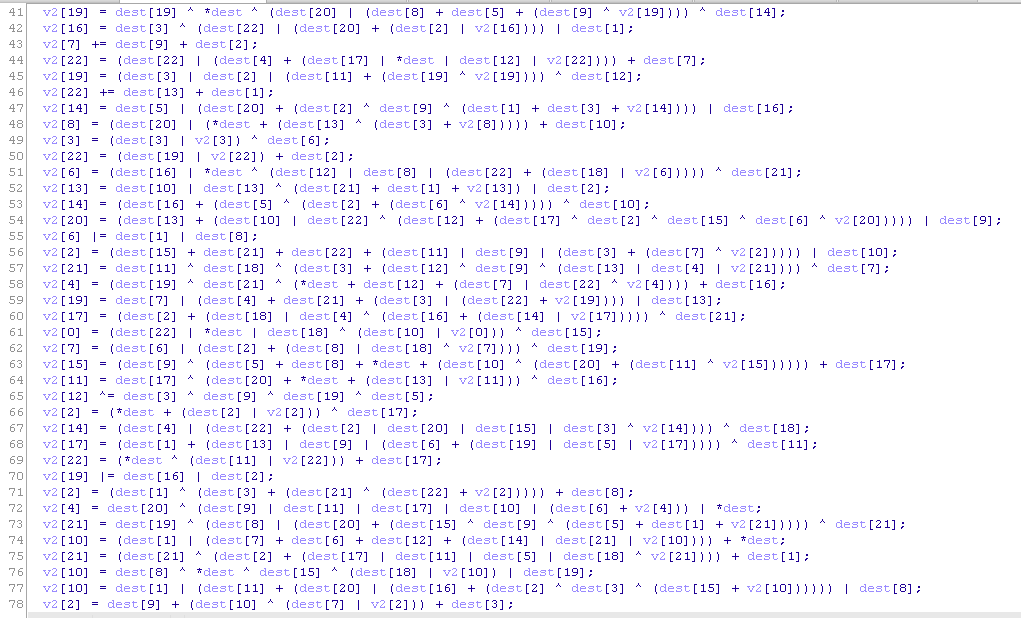 41 v2[19] = dest[19] ^ *dest ^ (dest[20] | (dest[8] + dest[5] + (dest[9] ^ v2[19]))) ^ dest[14];
42 v2[16] = dest[3] ^ (dest[22] | (dest[20] + (dest[2] | v2[16]))) | dest[1];
43 v2[7] += dest[9] + dest[2];
44 v2[22] = (dest[22] | (dest[4] + (dest[17] | *dest | dest[12] | v2[22]))) + dest[7];
45 v2[19] = (dest[3] | dest[2] | (dest[11] + (dest[19] ^ v2[19]))) ^ dest[12];
46 v2[22] += dest[13] + dest[1];
47 v2[14] = dest[5] | (dest[20] + (dest[2] ^ dest[9] ^ (dest[1] + dest[3] + v2[14]))) | dest[16];
48 v2[8] = (dest[20] | (*dest + (dest[13] ^ (dest[3] + v2[8])))) + dest[10];
49 v2[3] = (dest[3] | v2[3]) ^ dest[6];
50 v2[22] = (dest[19] | v2[22]) + dest[2];
51 v2[6] = (dest[16] | *dest ^ (dest[12] | dest[8] | (dest[22] + (dest[18] | v2[6])))) ^ dest[21];
52 v2[13] = dest[10] | dest[13] ^ (dest[21] + dest[1] + v2[13]) | dest[2];
53 v2[14] = (dest[16] + (dest[5] ^ (dest[2] + (dest[6] ^ v2[14])))) ^ dest[10];
54 v2[20] = (dest[13] + (dest[10] | dest[22] ^ (dest[12] + (dest[17] ^ dest[2] ^ dest[15] ^ dest[6] ^ v2[20])))) | dest[9];
55 v2[6] |= dest[1] | dest[8];
56 v2[2] = (dest[15] + dest[21] + dest[22] + (dest[11] | dest[9] | (dest[3] + (dest[7] ^ v2[2])))) | dest[10];
57 v2[21] = dest[11] ^ dest[18] ^ (dest[3] + (dest[12] ^ dest[9] ^ (dest[13] | dest[4] | v2[21]))) ^ dest[7];
58 v2[4] = (dest[19] ^ dest[21] ^ (*dest + dest[12] + (dest[7] | dest[22] ^ v2[4]))) + dest[16];
59 v2[19] = dest[7] | (dest[4] + dest[21] + (dest[3] | (dest[22] + v2[19]))) | dest[13];
60 v2[17] = (dest[2] + (dest[18] | dest[4] ^ (dest[16] + (dest[14] | v2[17])))) ^ dest[21];
61 v2[0] = (dest[22] | *dest | dest[18] ^ (dest[10] | v2[0])) ^ dest[15];
62 v2[7] = (dest[6] | (dest[2] + (dest[8] | dest[18] ^ v2[7]))) ^ dest[19];
63 v2[15] = (dest[9] ^ (dest[5] + dest[8] + *dest + (dest[10] ^ (dest[20] + (dest[11] ^ v2[15]))))) + dest[17];
64 v2[11] = dest[17] ^ (dest[20] + *dest + (dest[13] | v2[11])) ^ dest[16];
65 v2[12] ^= dest[3] ^ dest[9] ^ dest[19] ^ dest[5];
66 v2[2] = (*dest + (dest[2] | v2[2])) ^ dest[17];
67 v2[14] = (dest[4] | (dest[22] + (dest[2] | dest[20] | dest[15] | dest[3] ^ v2[14]))) ^ dest[18];
68 v2[17] = (dest[1] + (dest[13] | dest[9] | (dest[6] + (dest[19] | dest[5] | v2[17])))) ^ dest[11];
69 v2[22] = (*dest ^ (dest[11] | v2[22])) + dest[17];
70 v2[19] |= dest[16] | dest[2];
71 v2[2] = (dest[1] ^ (dest[3] + (dest[21] ^ (dest[22] + v2[2])))) + dest[8];
72 v2[4] = dest[20] ^ (dest[9] | dest[11] | dest[17] | dest[10] | (dest[6] + v2[4])) | *dest;
73 v2[21] = dest[19] ^ (dest[8] | (dest[20] + (dest[15] ^ dest[9] ^ (dest[5] + dest[1] + v2[21])))) ^ dest[21];
74 v2[10] = (dest[1] | (dest[7] + dest[6] + dest[12] + (dest[14] | dest[21] | v2[10]))) + *dest;
75 v2[21] = (dest[21] ^ (dest[2] + (dest[17] | dest[11] | dest[5] | dest[18] ^ v2[21]))) + dest[1];
76 v2[10] = dest[8] ^ *dest ^ dest[15] ^ (dest[18] | v2[10]) | dest[19];
77 v2[10] = dest[1] | (dest[11] + (dest[20] | (dest[16] + (dest[2] ^ dest[3] ^ (dest[15] + v2[10]))))) | dest[8];
78 v2[2] = dest[9] + (dest[10] ^ (dest[7] | v2[2])) + dest[3];